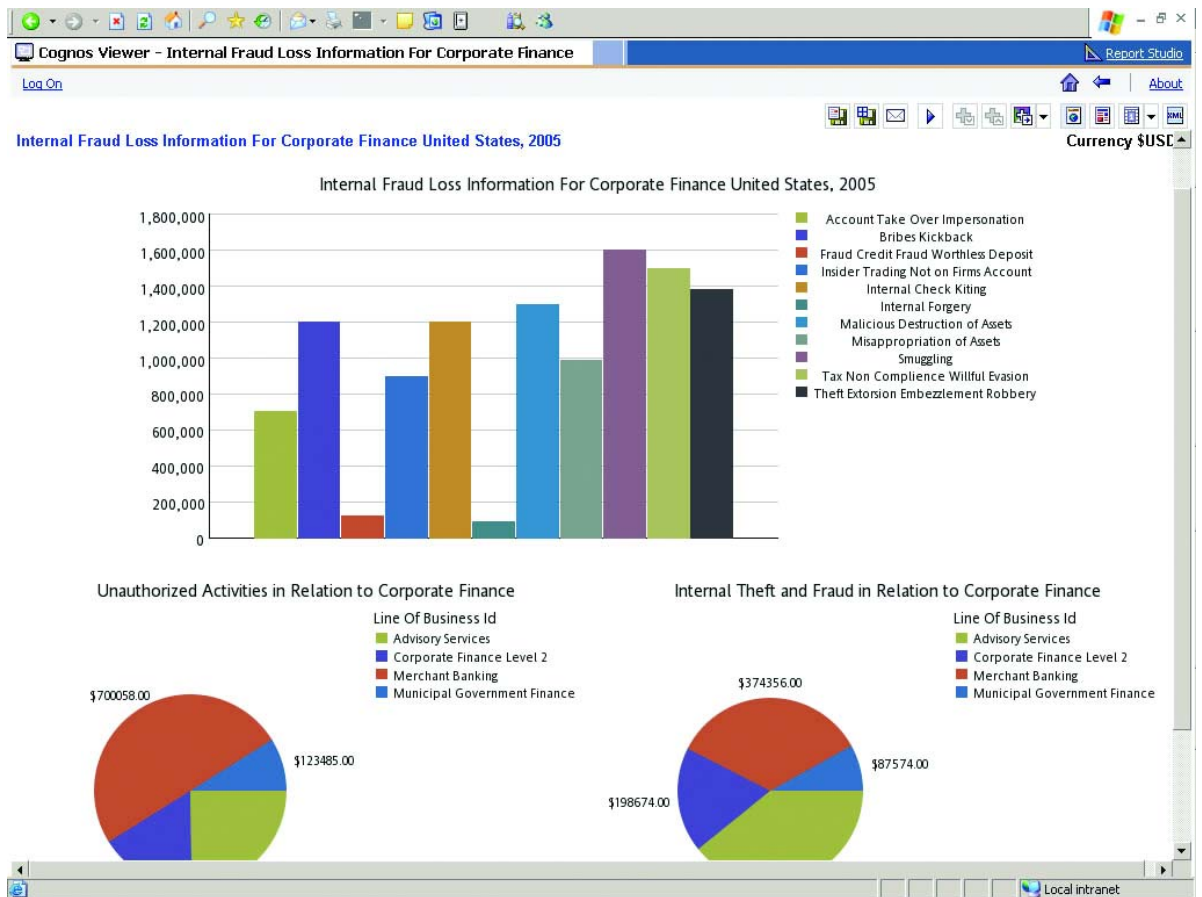 Cognos Viewer - Internal Fraud Loss Information For Corporate Finance
Report Studio
Log On
About
XML
Internal Fraud Loss Information For Corporate Finance United States, 2005
Currency $USD
Internal Fraud Loss Information For Corporate Finance United States, 2005
1,800,000
1,600,000
1,400,000
1,200,000
1,000,000
800,000
600,000
400,000
200,000
0
Account Take Over Impersonation
Bribes Kickback
Fraud Credit Fraud Worthless Deposit
Insider Trading Not on Firms Account
Internal Check Kiting
Internal Forgery
Malicious Destruction of Assets
Misappropriation of Assets
Smuggling
Tax Non Complience Willful Evasion
Theft Extorsion Embezzlement Robbery
Unauthorized Activities in Relation to Corporate Finance
Line Of Business Id
Advisory Services
Corporate Finance Level 2
Merchant Banking
Municipal Government Finance
$700058.00
$123485.00
Internal Theft and Fraud in Relation to Corporate Finance
Line Of Business Id
Advisory Services
Corporate Finance Level 2
Merchant Banking
Municipal Government Finance
$374356.00
$87574.00
$198674.00
Local intranet